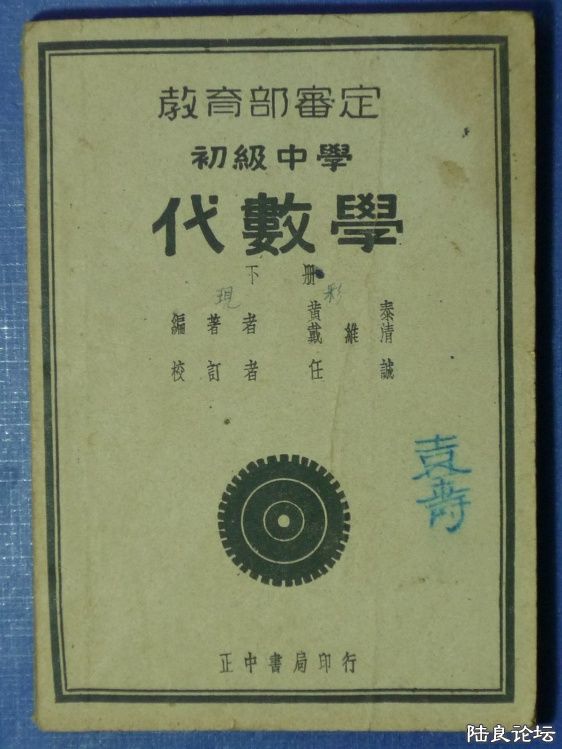 教育部審定
初級中學
代數學
下册
現 彩
編著者 黄泰
戴維清
校訂者 任誠
袁壽
正中書局印行
陆良论坛